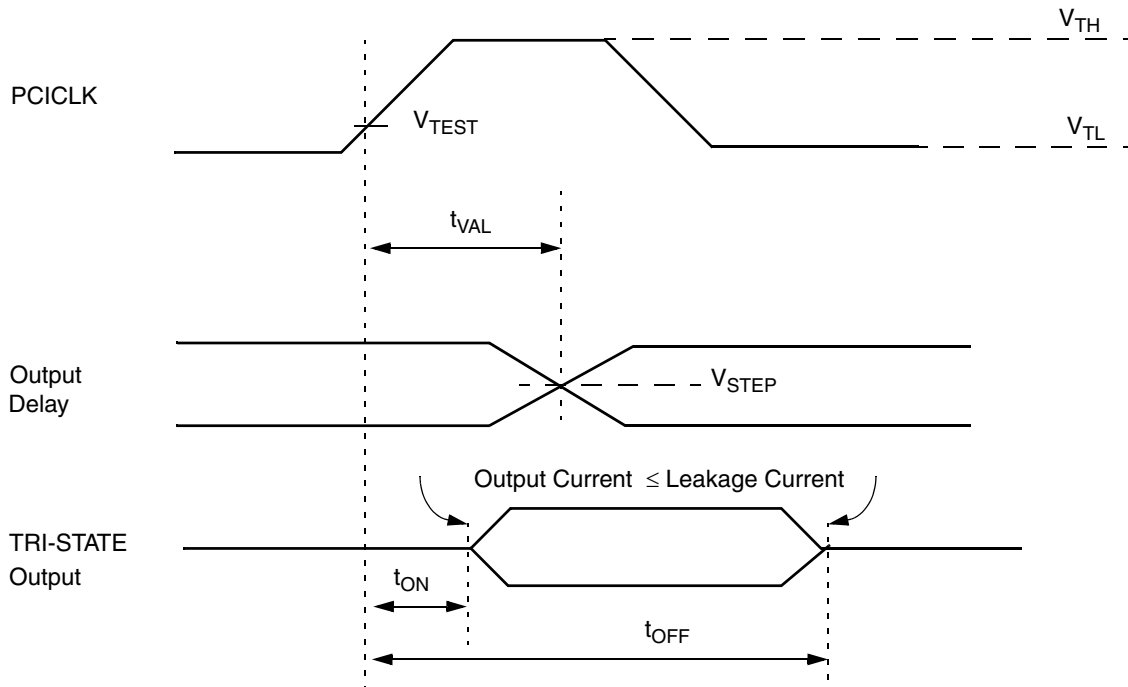 V_TH
PCICLK
V_TEST
V_TL
t_VAL
Output
Delay
V_STEP
Output Current ≤ Leakage Current
TRI-STATE
Output
t_ON
t_OFF